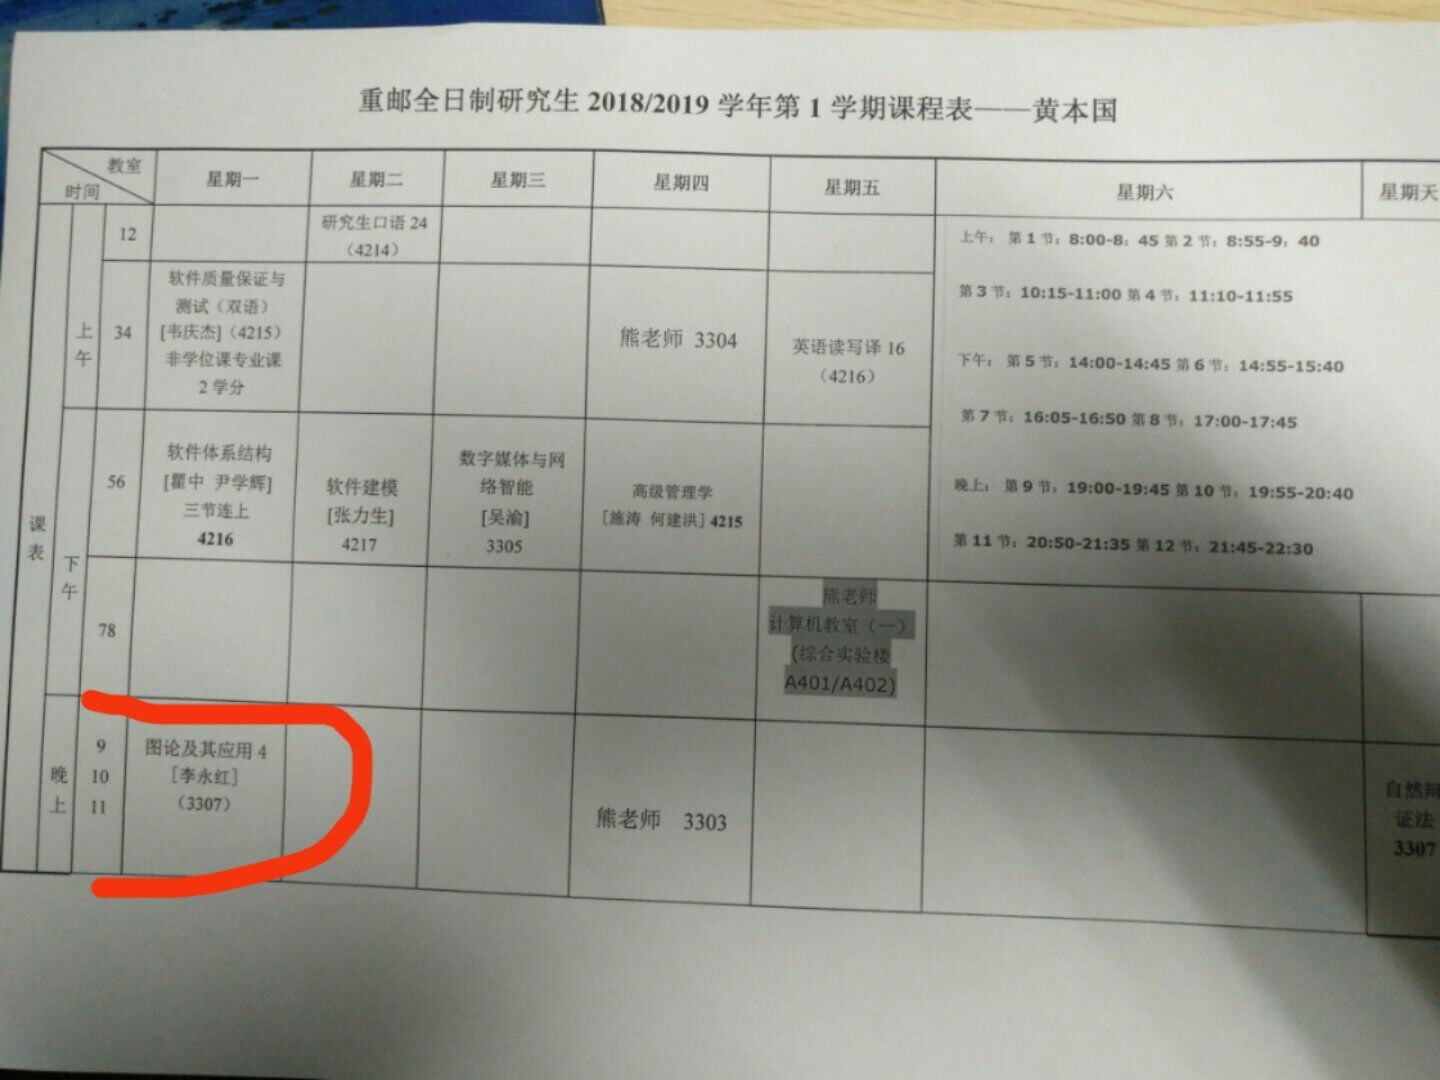 重邮全日制研究生 2018/2019 学年第 1 学期课程表——黄本国
教室
时间
星期一
星期二
星期三
星期四
星期五
星期六
星期天
课
表
上
午
12
研究生口语 24
（4214）
34
软件质量保证与
测试（双语）
[韦庆杰]（4215）
非学位课专业课
2 学分
熊老师 3304
英语读写译 16
（4216）
上午： 第 1 节：8:00-8：45 第 2 节：8:55-9：40
第 3 节：10:15-11:00 第 4 节：11:10-11:55
下午： 第 5 节：14:00-14:45 第 6 节：14:55-15:40
第 7 节：16:05-16:50 第 8 节：17:00-17:45
晚上： 第 9 节：19:00-19:45 第 10 节：19:55-20:40
第 11 节：20:50-21:35 第 12 节：21:45-22:30
下
午
56
软件体系结构
[瞿中 尹学辉]
三节连上
4216
软件建模
[张力生]
4217
数字媒体与网
络智能
[吴渝]
3305
高级管理学
[施涛 何建洪] 4215
78
熊老师
计算机教室（一）
(综合实验楼
A401/A402)
晚
上
9
10
11
图论及其应用 4
[李永红]
（3307）
熊老师 3303
自然辩
证法
3307